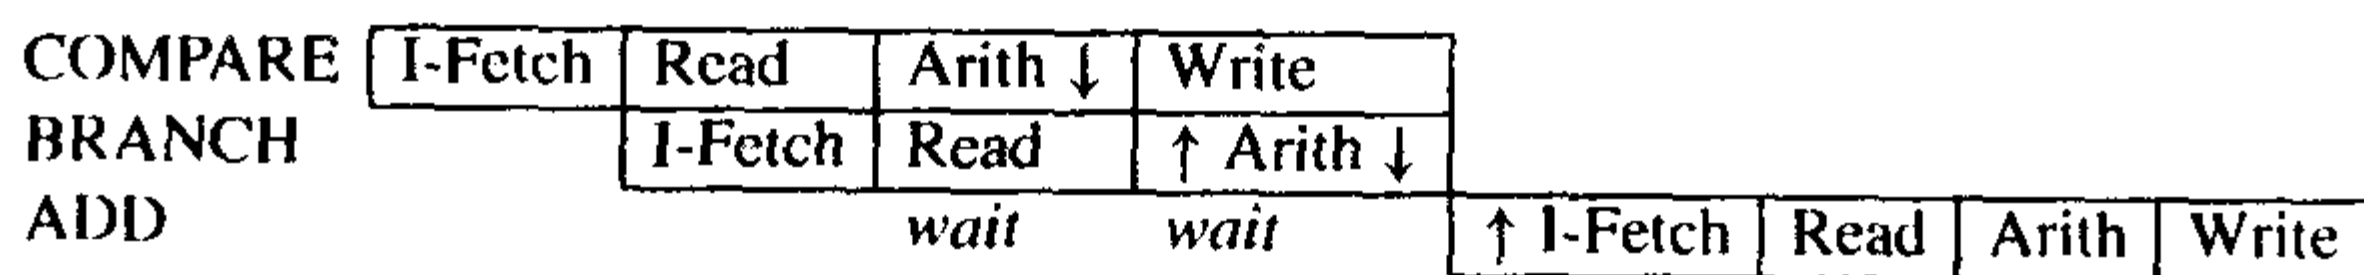 COMPARE I-Fetch Read Arith ↓ Write
BRANCH I-Fetch Read ↑ Arith ↓
ADD wait wait ↑ I-Fetch Read Arith Write